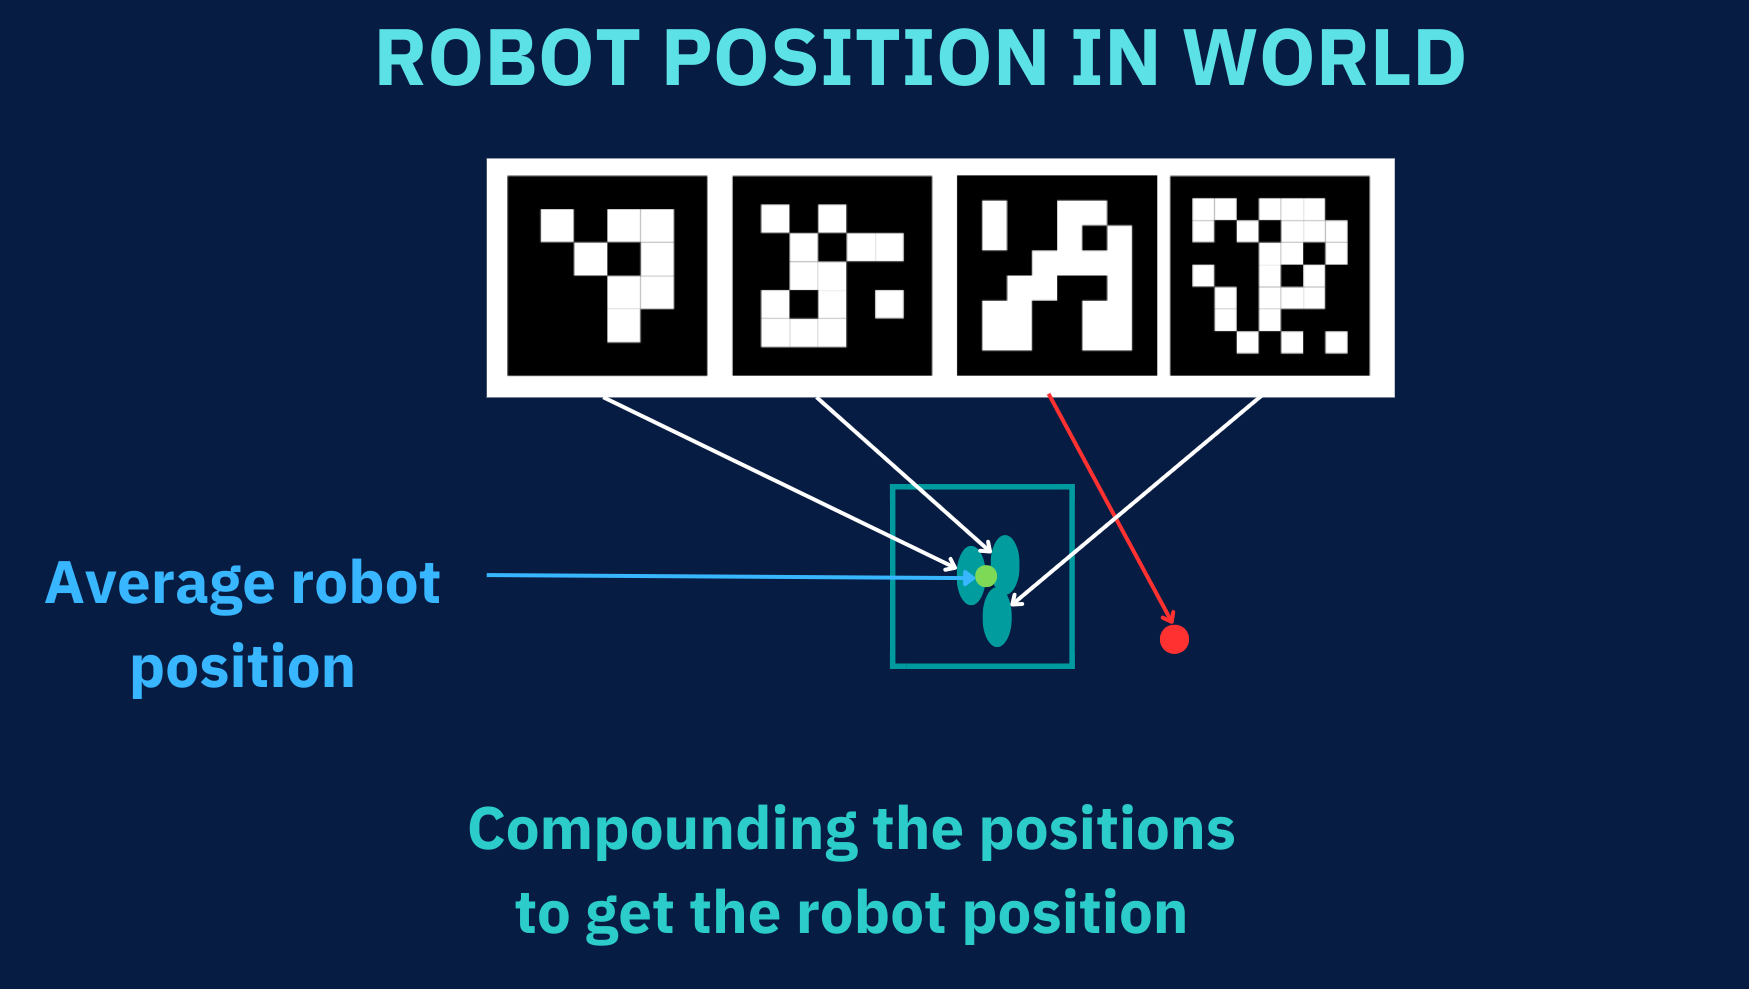 ROBOT POSITION IN WORLD
Average robot
position
Compounding the positions
to get the robot position